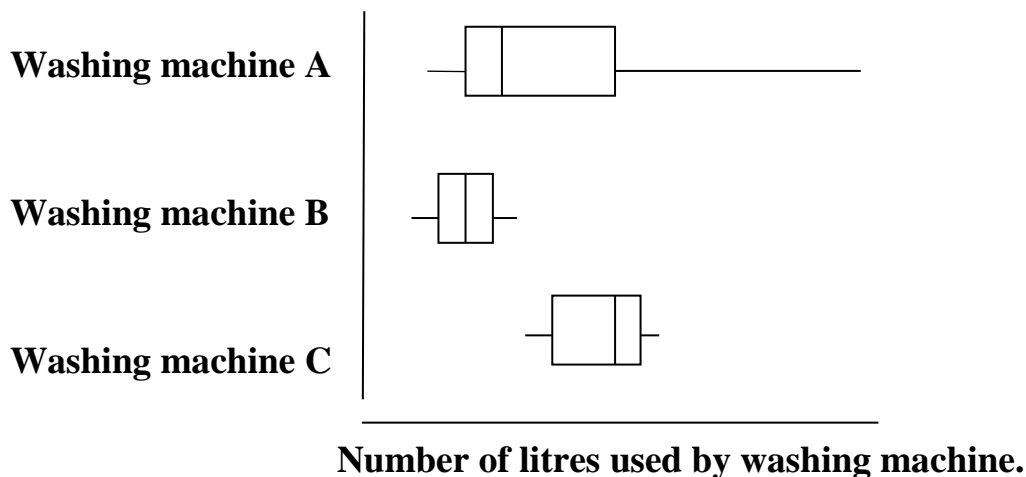 Washing machine A
Washing machine B
Washing machine C
Number of litres used by washing machine.